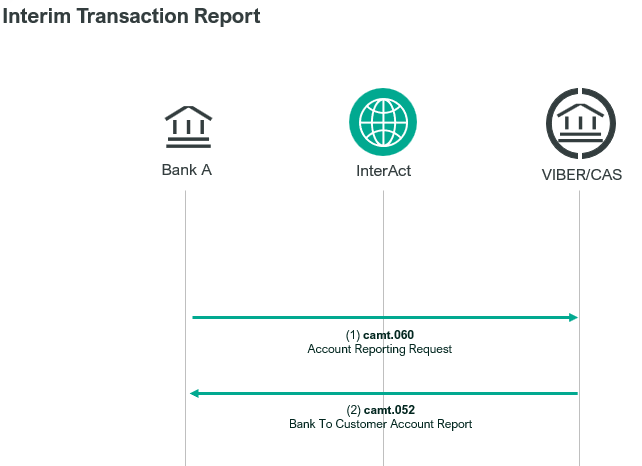 Interim Transaction Report
Bank A
InterAct
VIBER/CAS
(1) camt.060
Account Reporting Request
(2) camt.052
Bank To Customer Account Report